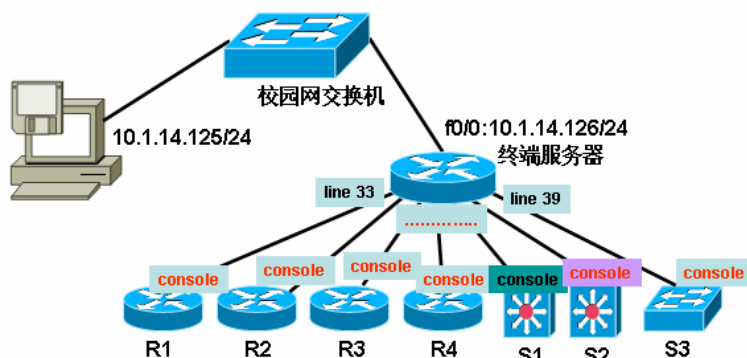 校园网交换机
10.1.14.125/24
f0/0:10.1.14.126/24
终端服务器
line 33
line 39
..............
console
console
console
console
console
console
console
R1
R2
R3
R4
S1
S2
S3